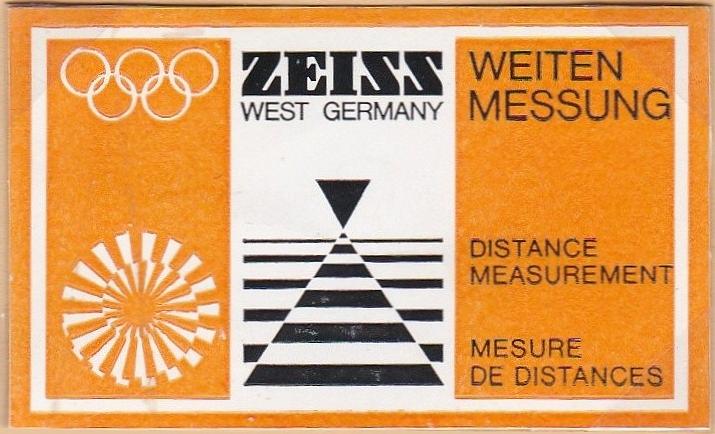 ZEISS
WEST GERMANY
WEITEN
MESSUNG
DISTANCE
MEASUREMENT
MESURE
DE DISTANCES